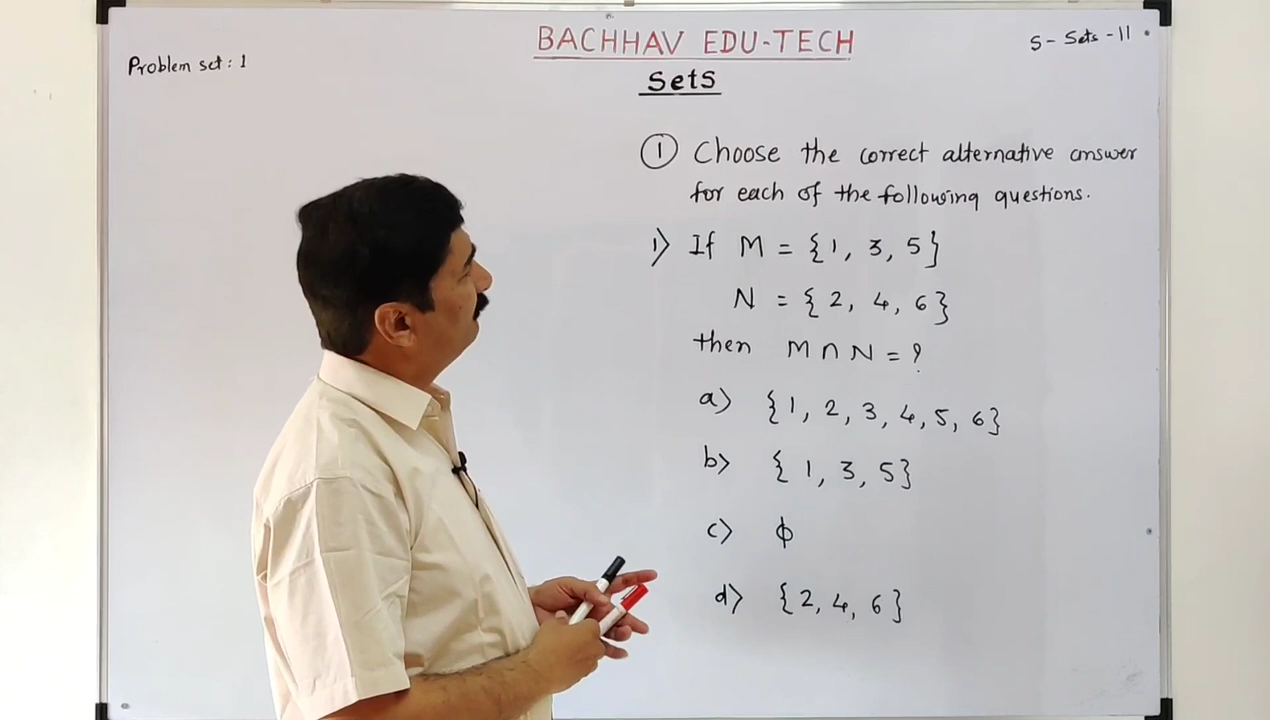 BACHHAV EDU-TECH
S - Sets - 11
Problem set : 1
Sets
① Choose the correct alternative answer
for each of the following questions.
1) If M = {1, 3, 5}
N = {2, 4, 6}
then M ∩ N = ?
a) {1, 2, 3, 4, 5, 6}
b) {1, 3, 5}
c) ϕ
d) {2, 4, 6}